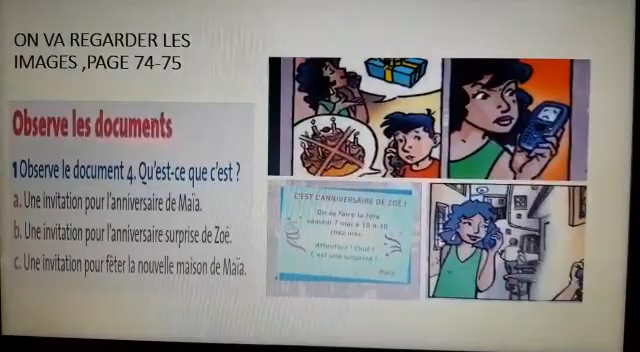 ON VA REGARDER LES
IMAGES ,PAGE 74-75
Observe les documents
1 Observe le document 4. Qu'est-ce que c'est ?
a. Une invitation pour l'anniversaire de Maïa.
b. Une invitation pour l'anniversaire surprise de Zoé.
c. Une invitation pour fêter la nouvelle maison de Maïa.
C'EST L'ANNIVERSAIRE DE ZOÉ !
On va faire la fête
samedi 7 mai à 18 h 30
chez moi.
Attention ! Chut !
C'est une surprise !
Maïa